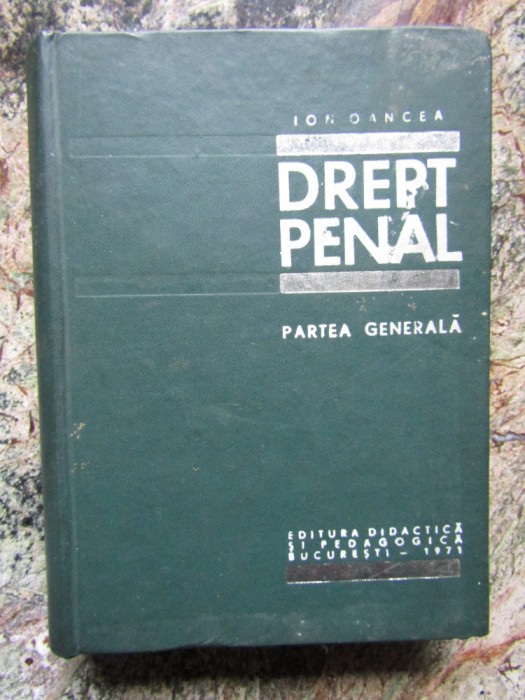 ION OANCEA
DREPT
PENAL
PARTEA GENERALĂ
EDITURA DIDACTICĂ
ŞI PEDAGOGICĂ
BUCUREŞTI – 1971